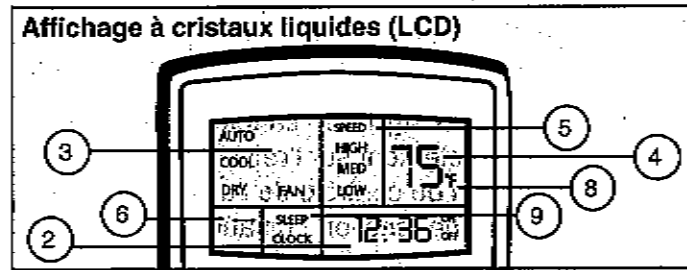 Affichage à cristaux liquides (LCD)
AUTO SPEED 5
3 COOL HIGH 75°F 4
MED
DRY FAN LOW 8
6 SLEEP 9
2 CLOCK 12:36 ON
OFF